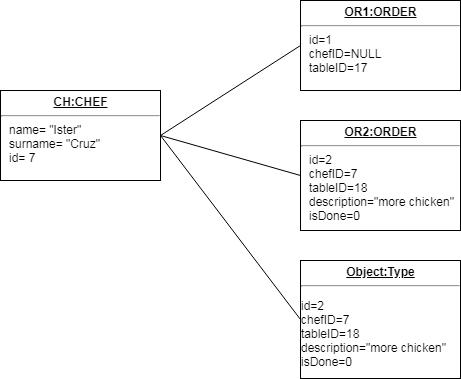 OR1:ORDER
id=1
chefID=NULL
tableID=17
CH:CHEF
name= "Ister"
surname= "Cruz"
id= 7
OR2:ORDER
id=2
chefID=7
tableID=18
description="more chicken"
isDone=0
Object:Type
id=2
chefID=7
tableID=18
description="more chicken"
isDone=0